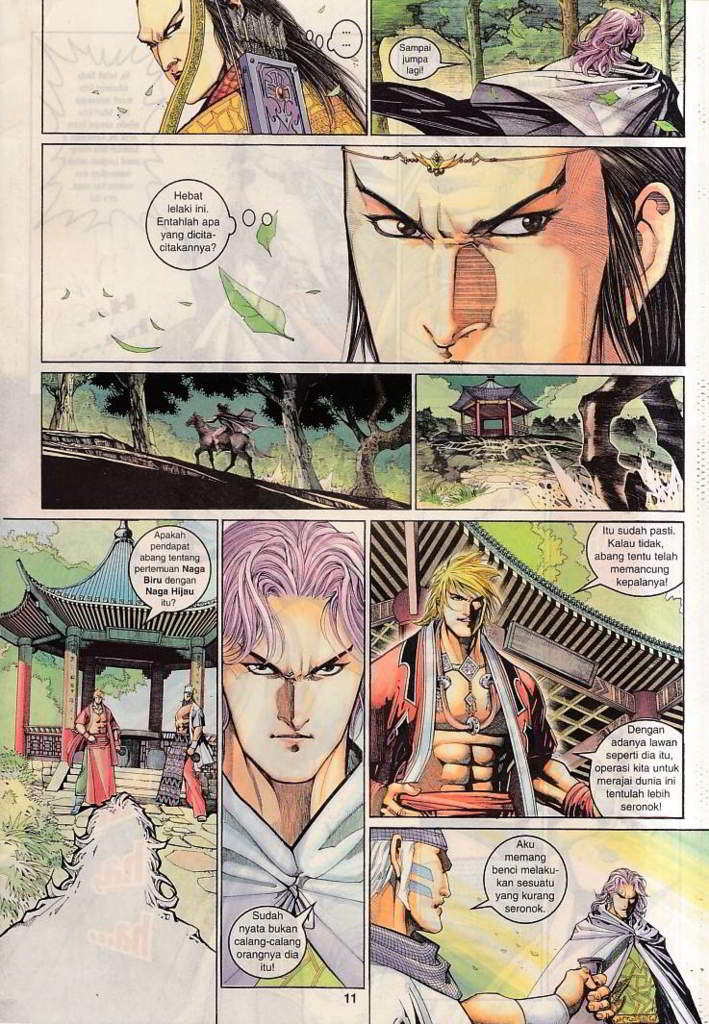 ...
...
Sampai
jumpa
lagi!
Hebat
lelaki ini.
Entahlah apa
yang dicita-
citakannya?
Apakah
pendapat
abang tentang
pertemuan Naga
Biru dengan
Naga Hijau
itu?
Sudah
nyata bukan
calang-calang
orangnya dia
itu!
Itu sudah pasti.
Kalau tidak,
abang tentu telah
memancung
kepalanya!
Dengan
adanya lawan
seperti dia itu,
operasi kita
untuk merajai
dunia ini
tentulah lebih
seronok!
Aku
memang
benci melaku-
kan sesuatu
yang kurang
seronok.
11